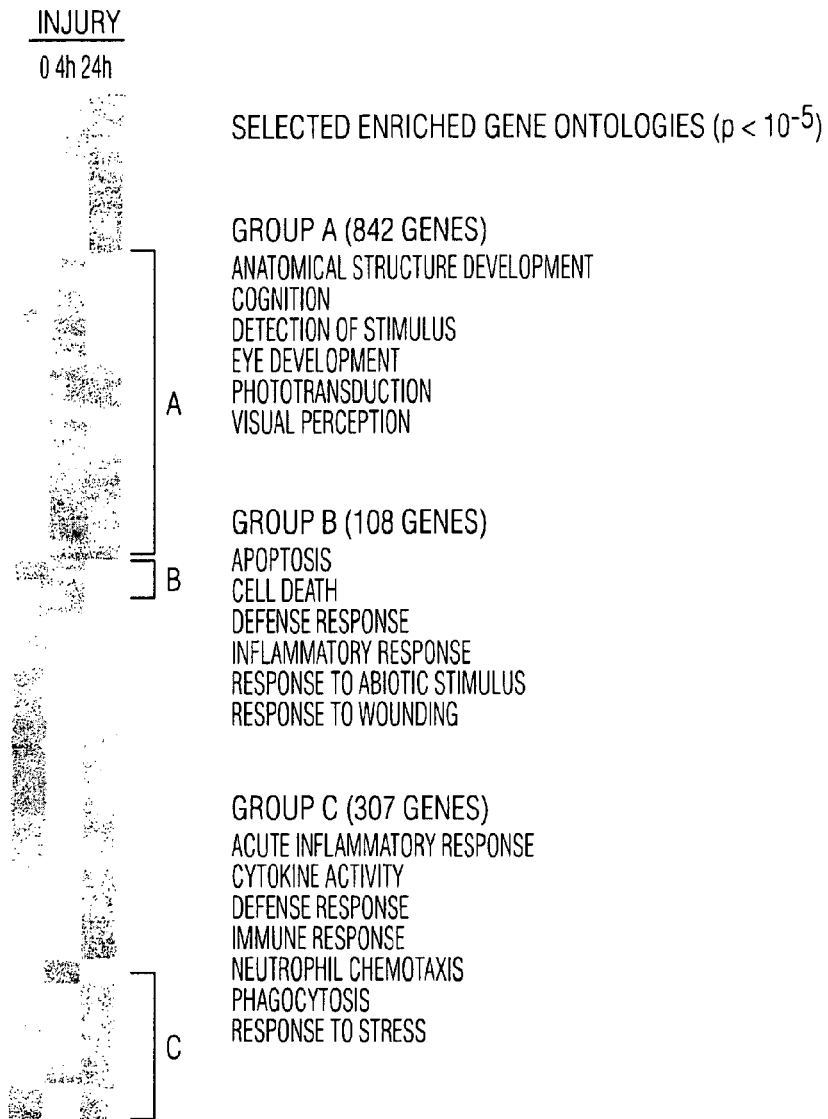 INJURY
0 4h 24h
SELECTED ENRICHED GENE ONTOLOGIES (p < 10-5)
GROUP A (842 GENES)
ANATOMICAL STRUCTURE DEVELOPMENT
COGNITION
DETECTION OF STIMULUS
EYE DEVELOPMENT
PHOTOTRANSDUCTION
VISUAL PERCEPTION
A
GROUP B (108 GENES)
APOPTOSIS
CELL DEATH
DEFENSE RESPONSE
INFLAMMATORY RESPONSE
RESPONSE TO ABIOTIC STIMULUS
RESPONSE TO WOUNDING
B
GROUP C (307 GENES)
ACUTE INFLAMMATORY RESPONSE
CYTOKINE ACTIVITY
DEFENSE RESPONSE
IMMUNE RESPONSE
NEUTROPHIL CHEMOTAXIS
PHAGOCYTOSIS
RESPONSE TO STRESS
C